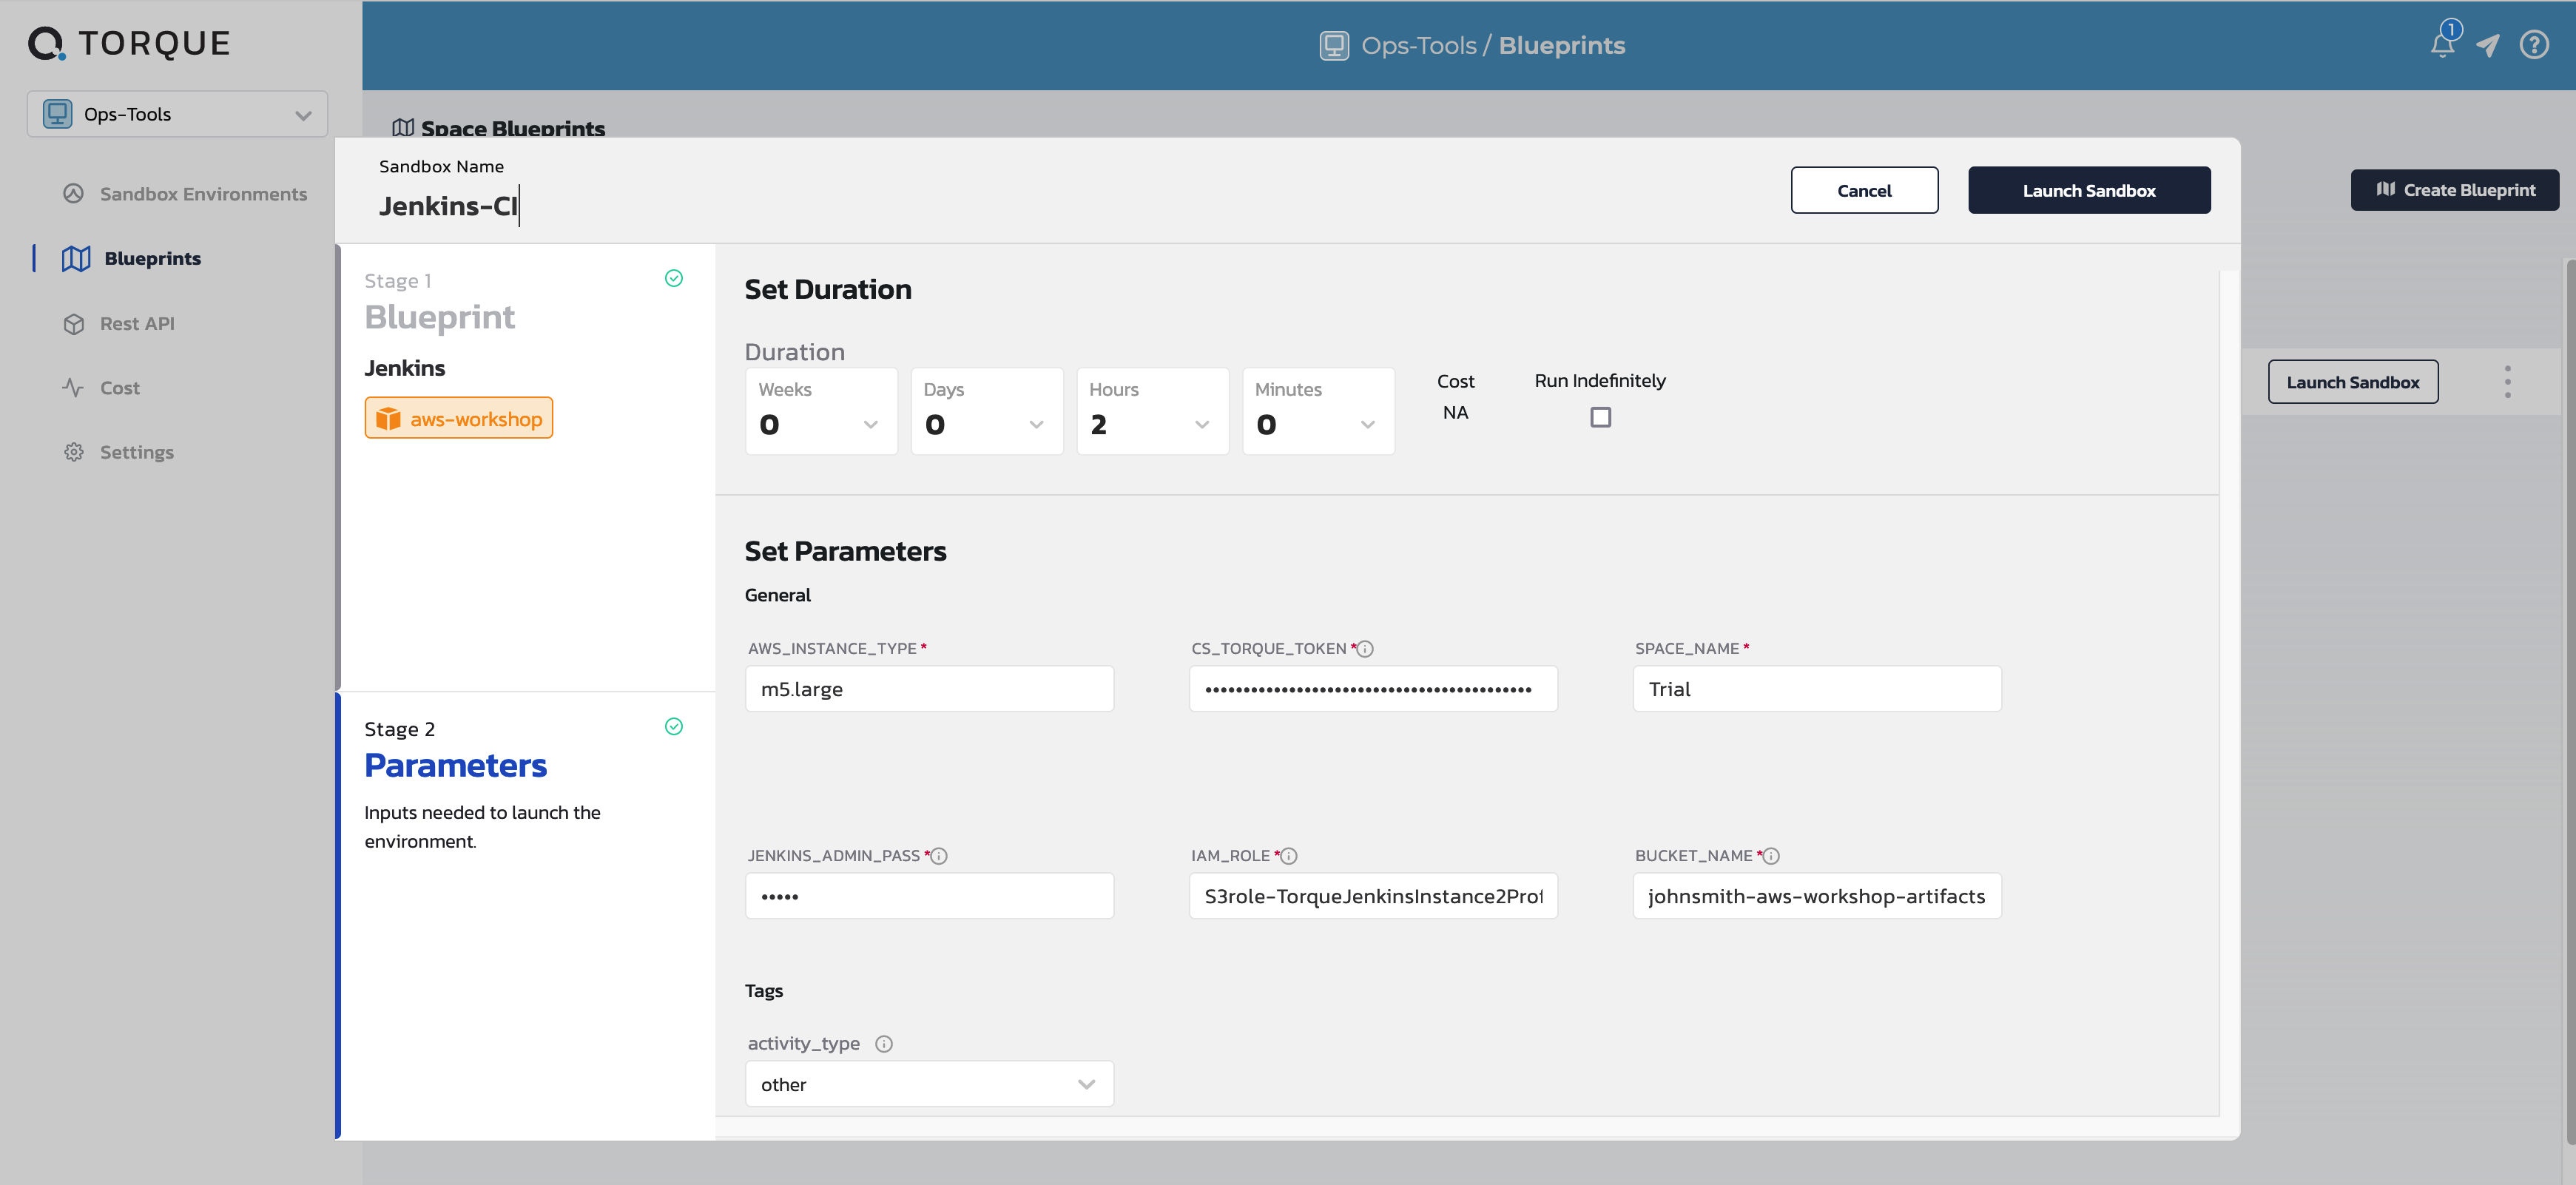 TORQUE
Ops-Tools / Blueprints
1
Ops-Tools
Sandbox Environments
Blueprints
Rest API
Cost
Settings
Space Blueprints
Create Blueprint
Launch Sandbox
Sandbox Name
Jenkins-CI
Cancel
Launch Sandbox
Stage 1
Blueprint
Jenkins
aws-workshop
Stage 2
Parameters
Inputs needed to launch the
environment.
Set Duration
Duration
Weeks Days Hours Minutes
0 0 2 0
Cost Run Indefinitely
NA
Set Parameters
General
AWS_INSTANCE_TYPE * CS_TORQUE_TOKEN * SPACE_NAME *
m5.large •••••••••••••••••••••••••••••••••••••••••••• Trial
JENKINS_ADMIN_PASS * IAM_ROLE * BUCKET_NAME *
••••• S3role-TorqueJenkinsInstance2Prof johnsmith-aws-workshop-artifacts
Tags
activity_type
other